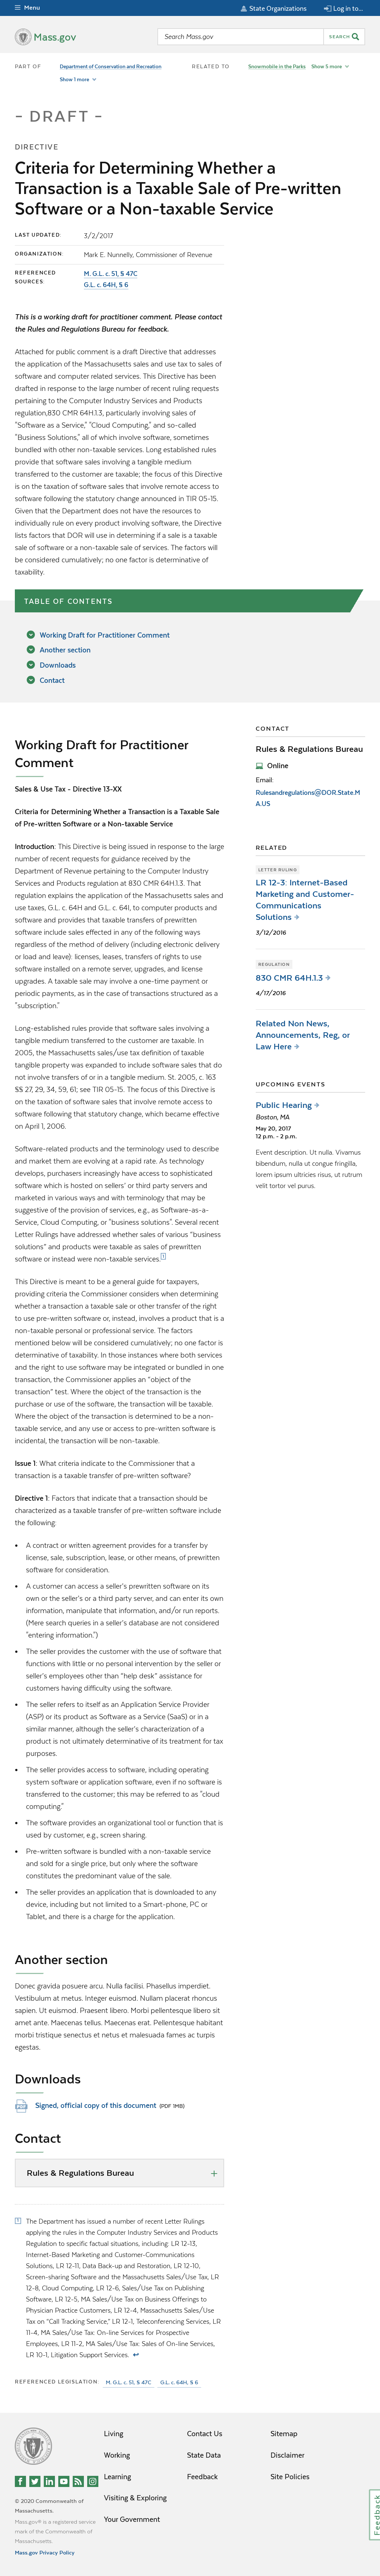 Menu
State Organizations
Log in to...
Mass.gov
Search Mass.gov
SEARCH
PART OF
Department of Conservation and Recreation
Show 1 more
RELATED TO
Snowmobile in the Parks
Show 5 more
- DRAFT -
DIRECTIVE
Criteria for Determining Whether a
Transaction is a Taxable Sale of Pre-written
Software or a Non-taxable Service
LAST UPDATED: 3/2/2017
ORGANIZATION: Mark E. Nunnelly, Commissioner of Revenue
REFERENCED
SOURCES
M. G.L. c. 51, § 47C
G.L. c. 64H, § 6
This is a working draft for practitioner comment. Please contact
the Rules and Regulations Bureau for feedback.
Attached for public comment is a draft Directive that addresses
the application of the Massachusetts sales and use tax to sales of
software and computer related services. This Directive has been
drafted in response to the large number of recent ruling requests
pertaining to the Computer Industry Services and Products
regulation,830 CMR 64H.1.3, particularly involving sales of
"Software as a Service," "Cloud Computing," and so-called
"Business Solutions," all of which involve software, sometimes
bundled with other non-taxable services. Long established rules
provide that software sales involving a tangible medium
transferred to the customer are taxable; the focus of this Directive
is on the taxation of software sales that involve remote access to
software following the statutory change announced in TIR 05-15.
Given that the Department does not have the resources to
individually rule on every product involving software, the Directive
lists factors that DOR will use in determining if a sale is a taxable
sale of software or a non-taxable sale of services. The factors will
be considered cumulatively; no one factor is determinative of
taxability.
TABLE OF CONTENTS
Working Draft for Practitioner Comment
Another section
Downloads
Contact
Working Draft for Practitioner
Comment
Sales & Use Tax - Directive 13-XX
Criteria for Determining Whether a Transaction is a Taxable Sale
of Pre-written Software or a Non-taxable Service
Introduction: This Directive is being issued in response to the large
number of recent requests for guidance received by the
Department of Revenue pertaining to the Computer Industry
Services and Products regulation at 830 CMR 64H.1.3. That
regulation explains the application of the Massachusetts sales and
use taxes, G.L. c. 64H and G.L. c. 64I, to computer products and
services and provides that taxable transfers of prewritten
software include sales effected in any of the following ways
regardless of the method of delivery (including electronic delivery
or load and leave): transfer of rights to use software installed on a
remote server, license upgrades, and sales of license upgrades.
A taxable sale may involve a one-time payment or periodic
payments, as in the case of transactions structured as a
"subscription."
Long-established rules provide that software sales involving a
tangible medium transferred to the customer are taxable. In
2005, the Massachusetts sales/use tax definition of taxable
tangible property was amended to include software that does
not involve transfers of or in a tangible medium. St. 2005, c. 163
§§ 27, 29, 34, 59, 61; see TIR 05-15. The focus of this Directive is
on the taxation of software sales that involve remote access to
software following that statutory change, which became effective
on April 1, 2006.
Software-related products and the terminology used to describe
and market them are evolving at a rapid rate. As technology
develops, customers increasingly have access to sophisticated
software which is hosted on sellers' or third party servers and
marketed in various ways and with terminology that may be
suggestive of the provision of services, e.g., as Software-as-a-
Service, Cloud Computing, or "business solutions". Several recent
Letter Rulings have addressed whether sales of various "business
solutions" and products were taxable as sales of prewritten
software or instead were non-taxable services.[1]
This Directive is meant to be a general guide for taxpayers,
providing criteria the Commissioner considers when determining
whether a transaction a taxable sale or other transfer of the right
to use pre-written software or, instead, involves a product that is a
non-taxable personal or professional service. The factors
mentioned below will be considered cumulatively; no one factor is
determinative of taxability. In those instances where both services
and the right to use software may be integrated or bundled in one
transaction, the Commissioner applies an "object of the
transaction" test. Where the object of the transaction is the
purchase or use of the software, the transaction will be taxable.
Where the object of the transaction is determined to be a non-
taxable service, and any use or access to pre-written software is
incidental, the transaction will be non-taxable.
Issue 1: What criteria indicate to the Commissioner that a
transaction is a taxable transfer of pre-written software?
Directive 1: Factors that indicate that a transaction should be
characterized as a taxable transfer of pre-written software include
the following:
• A contract or written agreement provides for a transfer by
license, sale, subscription, lease, or other means, of prewritten
software for consideration.
• A customer can access a seller's prewritten software on its
own or the seller's or a third party server, and can enter its own
information, manipulate that information, and/or run reports.
(Mere searching of queries in a seller's database are not considered
"entering information.")
• The seller provides the customer with the use of software that
functions with little or no personal intervention by the seller or
seller's employees other than "help desk" assistance for
customers having difficulty using the software.
• The seller refers to itself as an Application Service Provider
(ASP) or its product as Software as a Service (SaaS) or in a
similar manner, although the seller's characterization of a
product is not ultimately determinative of its treatment for tax
purposes.
• The seller provides access to software, including operating
system software or application software, even if no software is
transferred to the customer; this may be referred to as "cloud
computing."
• The software provides an organizational tool or function that is
used by customer, e.g., screen sharing.
• Pre-written software is bundled with a non-taxable service
and sold for a single price, but only when the software
constitutes the predominant value of the sale.
• The seller provides an application that is downloaded to any
device, including but not limited to a Smart-phone, PC or
Tablet, and there is a charge for the application.
Another section
Donec gravida posuere arcu. Nulla facilisi. Phasellus imperdiet.
Vestibulum at metus. Integer euismod. Nullam placerat rhoncus
sapien. Ut euismod. Praesent libero. Morbi pellentesque libero sit
amet ante. Maecenas tellus. Maecenas erat. Pellentesque habitant
morbi tristique senectus et netus et malesuada fames ac turpis
egestas.
Downloads
Signed, official copy of this document (PDF 1MB)
Contact
Rules & Regulations Bureau
[1] The Department has issued a number of recent Letter Rulings
applying the rules in the Computer Industry Services and Products
Regulation to specific factual situations, including: LR 12-13,
Internet-Based Marketing and Customer-Communications
Solutions, LR 12-11, Data Back-up and Restoration, LR 12-10,
Screen-sharing Software and the Massachusetts Sales/Use Tax, LR
12-8, Cloud Computing, LR 12-6, Sales/Use Tax on Publishing
Software, LR 12-5, MA Sales/Use Tax on Business Offerings to
Physician Practice Customers, LR 12-4, Massachusetts Sales/Use
Tax on "Call Tracking Service," LR 12-1, Teleconferencing Services, LR
11-4, MA Sales/Use Tax: On-line Services for Prospective
Employees, LR 11-2, MA Sales/Use Tax: Sales of On-line Services,
LR 10-1, Litigation Support Services. ↩
REFERENCED LEGISLATION: M. G.L. c. 51, § 47C G.L. c. 64H, § 6
CONTACT
Rules & Regulations Bureau
Online
Email:
Rulesandregulations@DOR.State.M
A.US
RELATED
LETTER RULING
LR 12-3: Internet-Based
Marketing and Customer-
Communications
Solutions
3/12/2016
REGULATION
830 CMR 64H.1.3
4/17/2016
Related Non News,
Announcements, Reg, or
Law Here
UPCOMING EVENTS
Public Hearing
Boston, MA
May 20, 2017
12 p.m. - 2 p.m.
Event description. Ut nulla. Vivamus
bibendum, nulla ut congue fringilla,
lorem ipsum ultricies risus, ut rutrum
velit tortor vel purus.
Living
Working
Learning
Visiting & Exploring
Your Government
Contact Us
State Data
Feedback
Sitemap
Disclaimer
Site Policies
© 2020 Commonwealth of
Massachusetts.
Mass.gov® is a registered service
mark of the Commonwealth of
Massachusetts.
Mass.gov Privacy Policy
Feedback